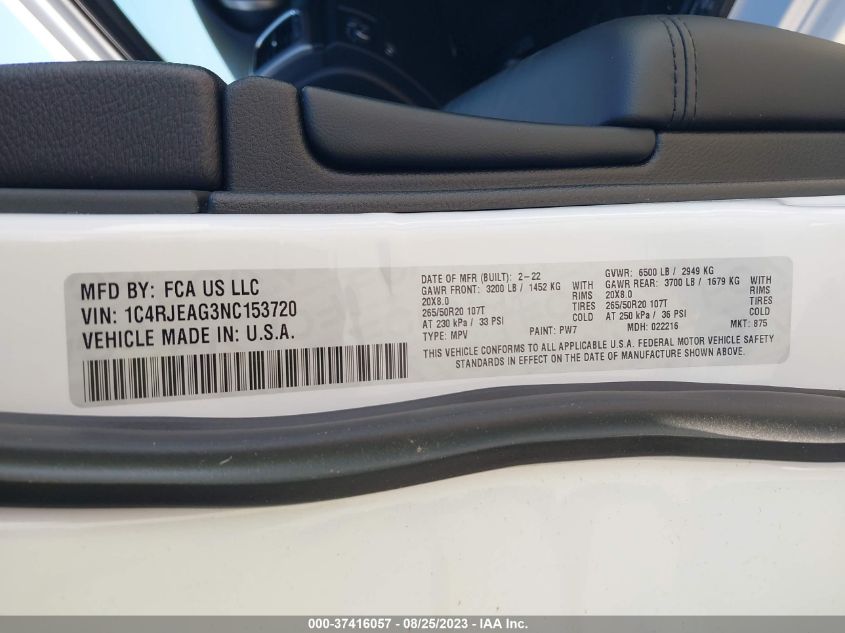 MFD BY: FCA US LLC
VIN: 1C4RJEAG3NC153720
VEHICLE MADE IN: U.S.A.
DATE OF MFR (BUILT): 2-22
GAWR FRONT: 3200 LB / 1452 KG WITH
20X8.0 RIMS
265/50R20 107T TIRES
AT 230 kPa / 33 PSI COLD
TYPE: MPV PAINT: PW7
GVWR: 6500 LB / 2949 KG
GAWR REAR: 3700 LB / 1679 KG WITH
20X8.0 RIMS
265/50R20 107T TIRES
AT 250 kPa / 36 PSI COLD
MDH: 022216 MKT: 875
THIS VEHICLE CONFORMS TO ALL APPLICABLE U.S.A. FEDERAL MOTOR VEHICLE SAFETY
STANDARDS IN EFFECT ON THE DATE OF MANUFACTURE SHOWN ABOVE.
000-37416057 - 08/25/2023 - IAA Inc.